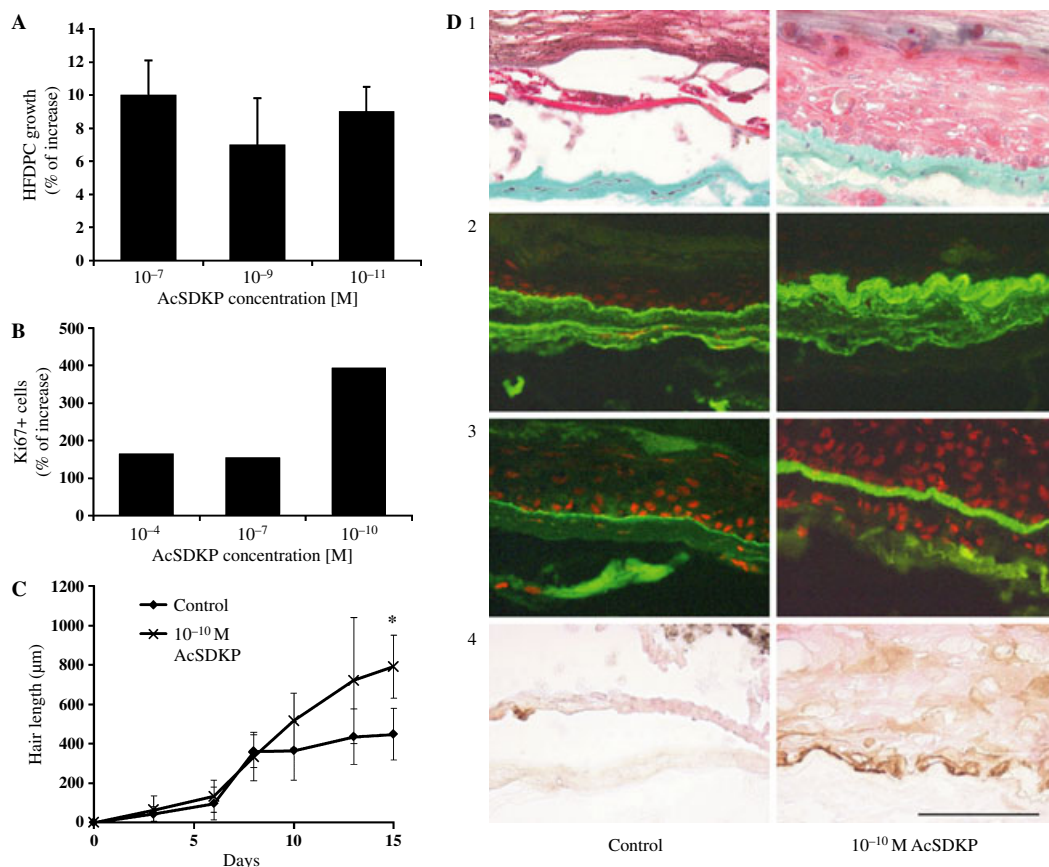 A
14
12
10
8
6
4
2
0
HFDPC growth
(% of increase)
10⁻⁷ 10⁻⁹ 10⁻¹¹
AcSDKP concentration [M]
B
500
400
300
200
100
0
Ki67+ cells
(% of increase)
10⁻⁴ 10⁻⁷ 10⁻¹⁰
AcSDKP concentration [M]
C
1200
1000
800
600
400
200
0
Hair length (μm)
Control
10⁻¹⁰ M
AcSDKP
*
0 5 10 15
Days
D 1
2
3
4
Control 10⁻¹⁰ M AcSDKP